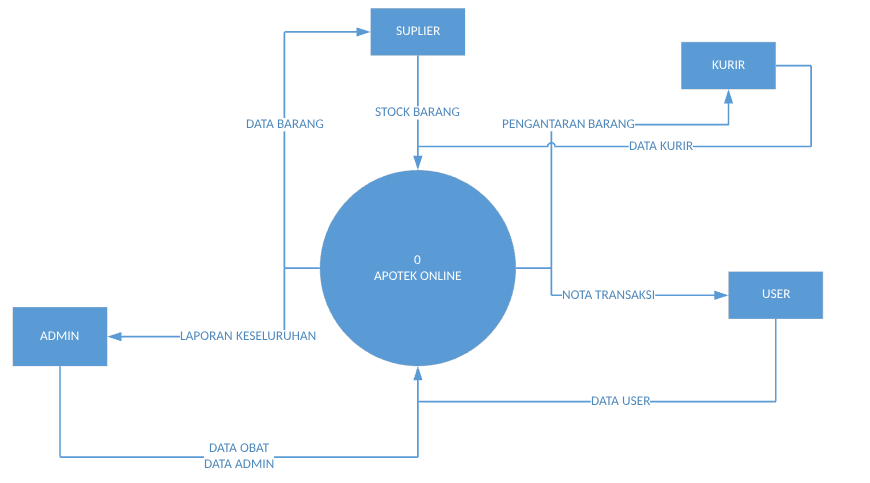 SUPLIER
KURIR
STOCK BARANG
DATA BARANG
PENGANTARAN BARANG
DATA KURIR
0
APOTEK ONLINE
NOTA TRANSAKSI
USER
ADMIN
LAPORAN KESELURUHAN
DATA USER
DATA OBAT
DATA ADMIN